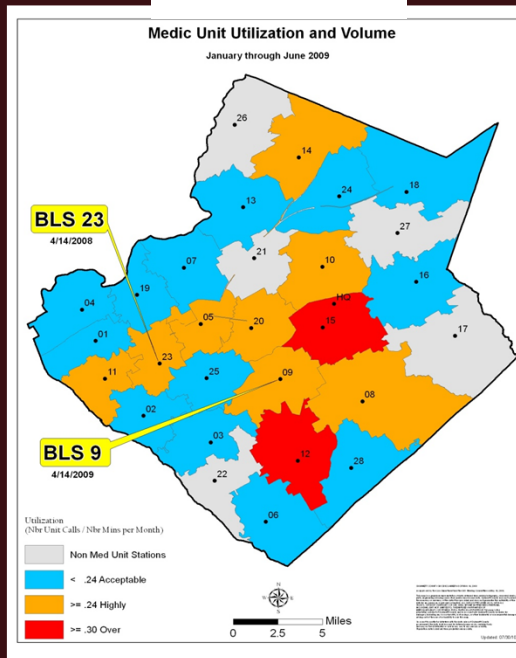 Medic Unit Utilization and Volume
January through June 2009
26
14
24
18
13
27
BLS 23
4/14/2008
21
10
07
16
19
04
HQ
05
20
15
17
01
23
09
11
25
08
02
BLS 9
4/14/2009
03
12
28
22
06
Utilization
(Nbr Unit Calls / Nbr Mins per Month)
Non Med Unit Stations
< .24 Acceptable
>= .24 Highly
>= .30 Over
N
0 2.5 5 Miles